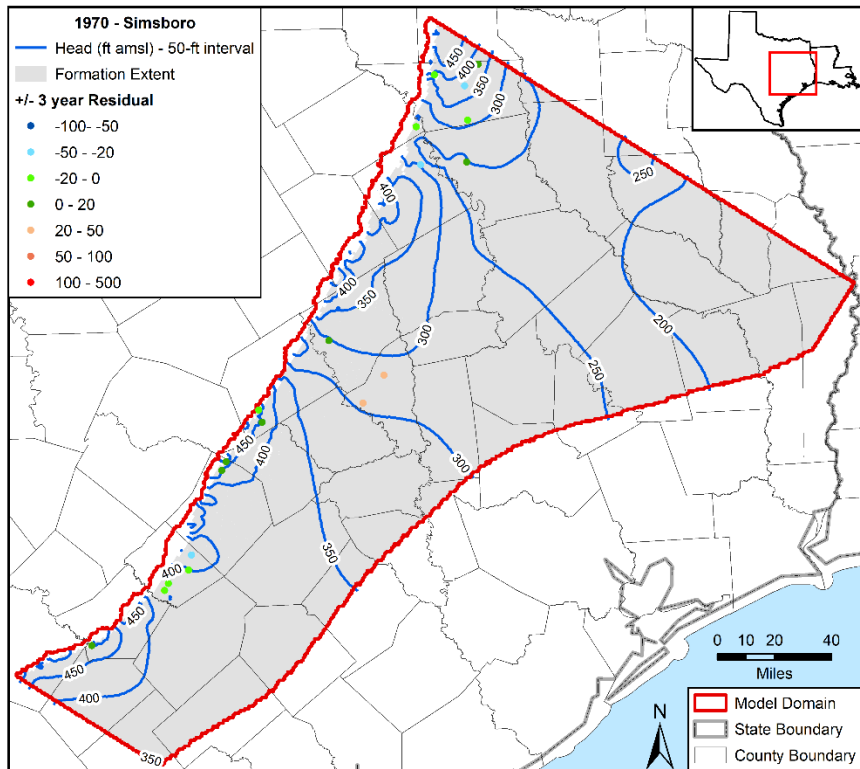 1970 - Simsboro
Head (ft amsl) - 50-ft interval
Formation Extent
+/- 3 year Residual
-100- -50
-50 - -20
-20 - 0
0 - 20
20 - 50
50 - 100
100 - 500
450
400
350
300
250
400
400
350
300
200
250
450
400
300
350
400
450
450
400
350
0 10 20 40
Miles
N
Model Domain
State Boundary
County Boundary